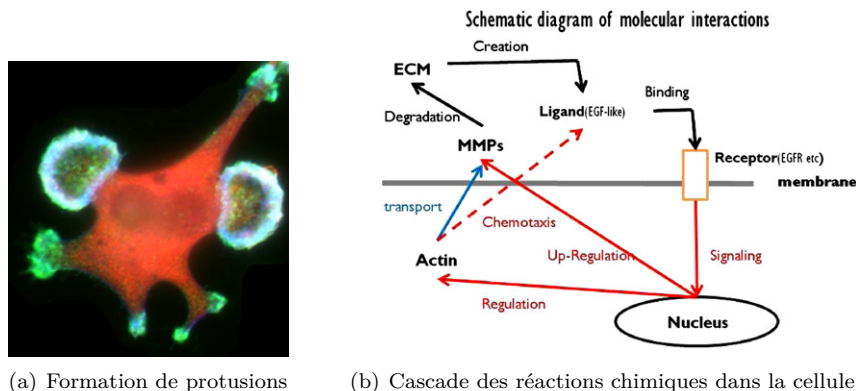 Schematic diagram of molecular interactions
Creation
ECM
Ligand(EGF-like)
Binding
Degradation
MMPs
Receptor(EGFR etc)
membrane
transport
Chemotaxis
Actin
Up-Regulation
Signaling
Regulation
Nucleus
(a) Formation de protusions
(b) Cascade des réactions chimiques dans la cellule